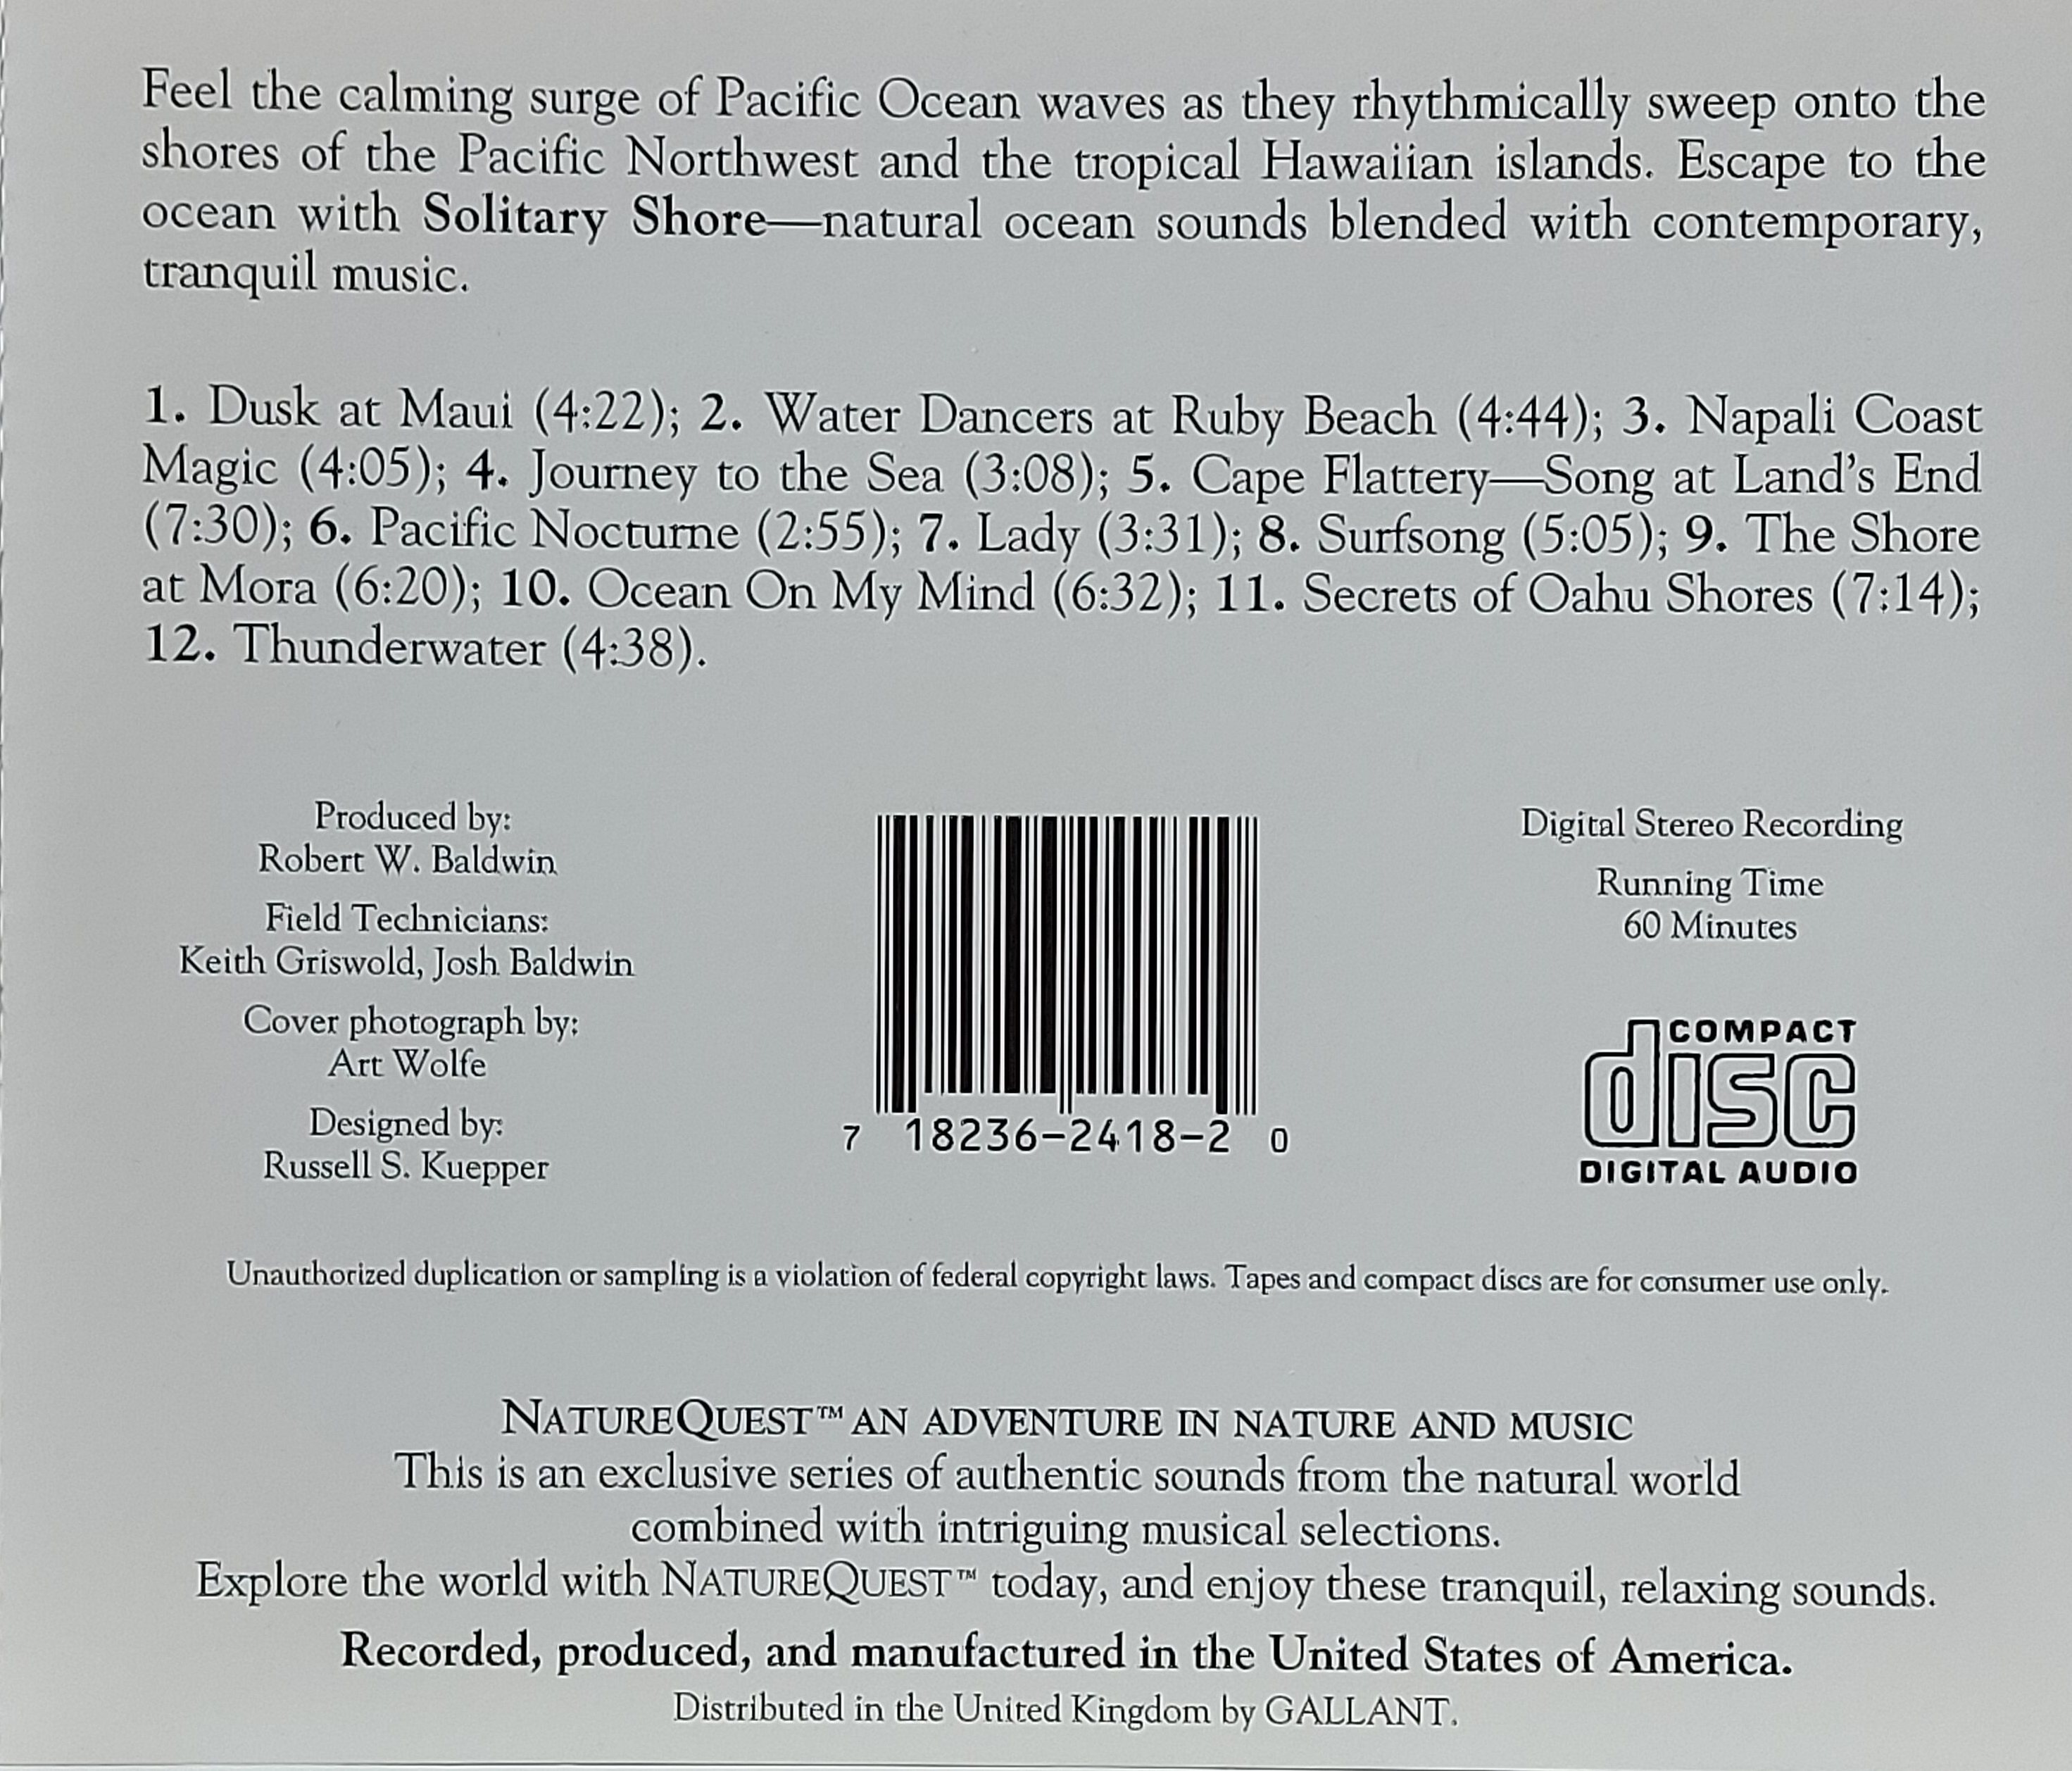 Feel the calming surge of Pacific Ocean waves as they rhythmically sweep onto the
shores of the Pacific Northwest and the tropical Hawaiian islands. Escape to the
ocean with Solitary Shore—natural ocean sounds blended with contemporary,
tranquil music.
1. Dusk at Maui (4:22); 2. Water Dancers at Ruby Beach (4:44); 3. Napali Coast
Magic (4:05); 4. Journey to the Sea (3:08); 5. Cape Flattery—Song at Land's End
(7:30); 6. Pacific Nocturne (2:55); 7. Lady (3:31); 8. Surfsong (5:05); 9. The Shore
at Mora (6:20); 10. Ocean On My Mind (6:32); 11. Secrets of Oahu Shores (7:14);
12. Thunderwater (4:38).
Produced by:
Robert W. Baldwin
Field Technicians:
Keith Griswold, Josh Baldwin
Cover photograph by:
Art Wolfe
Designed by:
Russell S. Kuepper
7 18236-2418-2 0
Digital Stereo Recording
Running Time
60 Minutes
COMPACT
disc
DIGITAL AUDIO
Unauthorized duplication or sampling is a violation of federal copyright laws. Tapes and compact discs are for consumer use only.
NATUREQUEST™ AN ADVENTURE IN NATURE AND MUSIC
This is an exclusive series of authentic sounds from the natural world
combined with intriguing musical selections.
Explore the world with NATUREQUEST™ today, and enjoy these tranquil, relaxing sounds.
Recorded, produced, and manufactured in the United States of America.
Distributed in the United Kingdom by GALLANT.